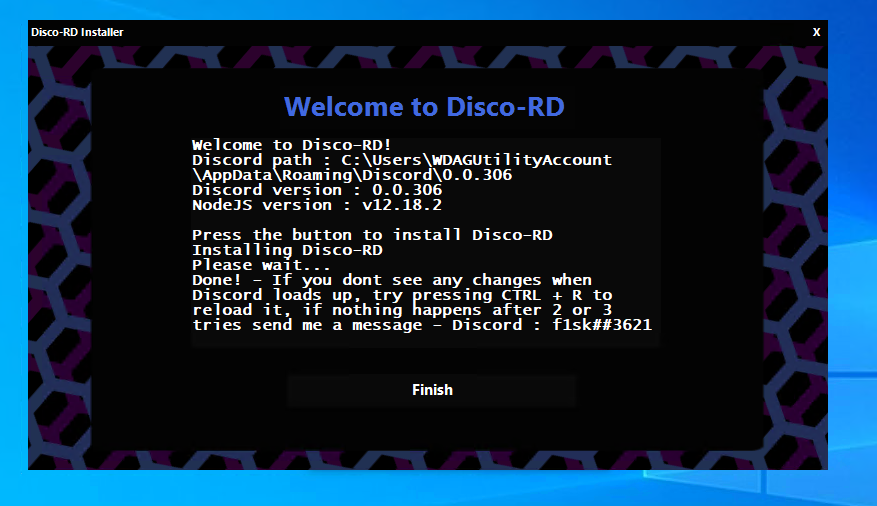 Disco-RD Installer
X
Welcome to Disco-RD
Welcome to Disco-RD!
Discord path : C:\Users\WDAGUtilityAccount
\AppData\Roaming\Discord\0.0.306
Discord version : 0.0.306
NodeJS version : v12.18.2
Press the button to install Disco-RD
Installing Disco-RD
Please wait...
Done! - If you dont see any changes when
Discord loads up, try pressing CTRL + R to
reload it, if nothing happens after 2 or 3
tries send me a message - Discord : f1sk##3621
Finish